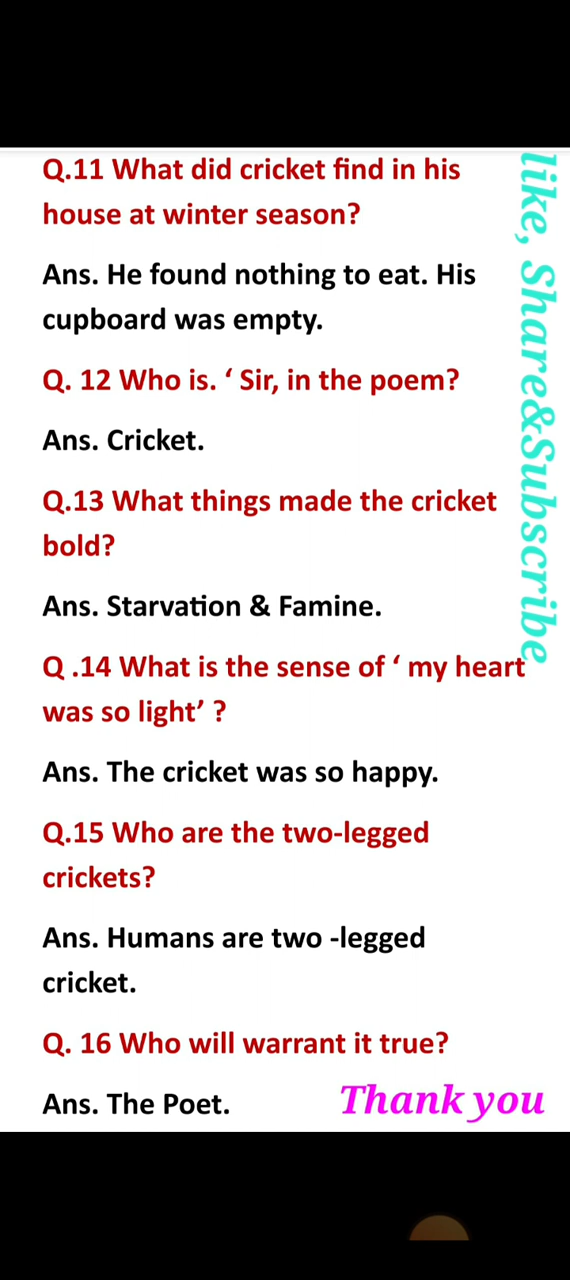 Q.11 What did cricket find in his
house at winter season?
Ans. He found nothing to eat. His
cupboard was empty.
Q. 12 Who is. ‘ Sir, in the poem?
Ans. Cricket.
Q.13 What things made the cricket
bold?
Ans. Starvation & Famine.
Q .14 What is the sense of ‘ my heart
was so light’ ?
Ans. The cricket was so happy.
Q.15 Who are the two-legged
crickets?
Ans. Humans are two -legged
cricket.
Q. 16 Who will warrant it true?
Ans. The Poet.
Thank you
like, Share&Subscribe